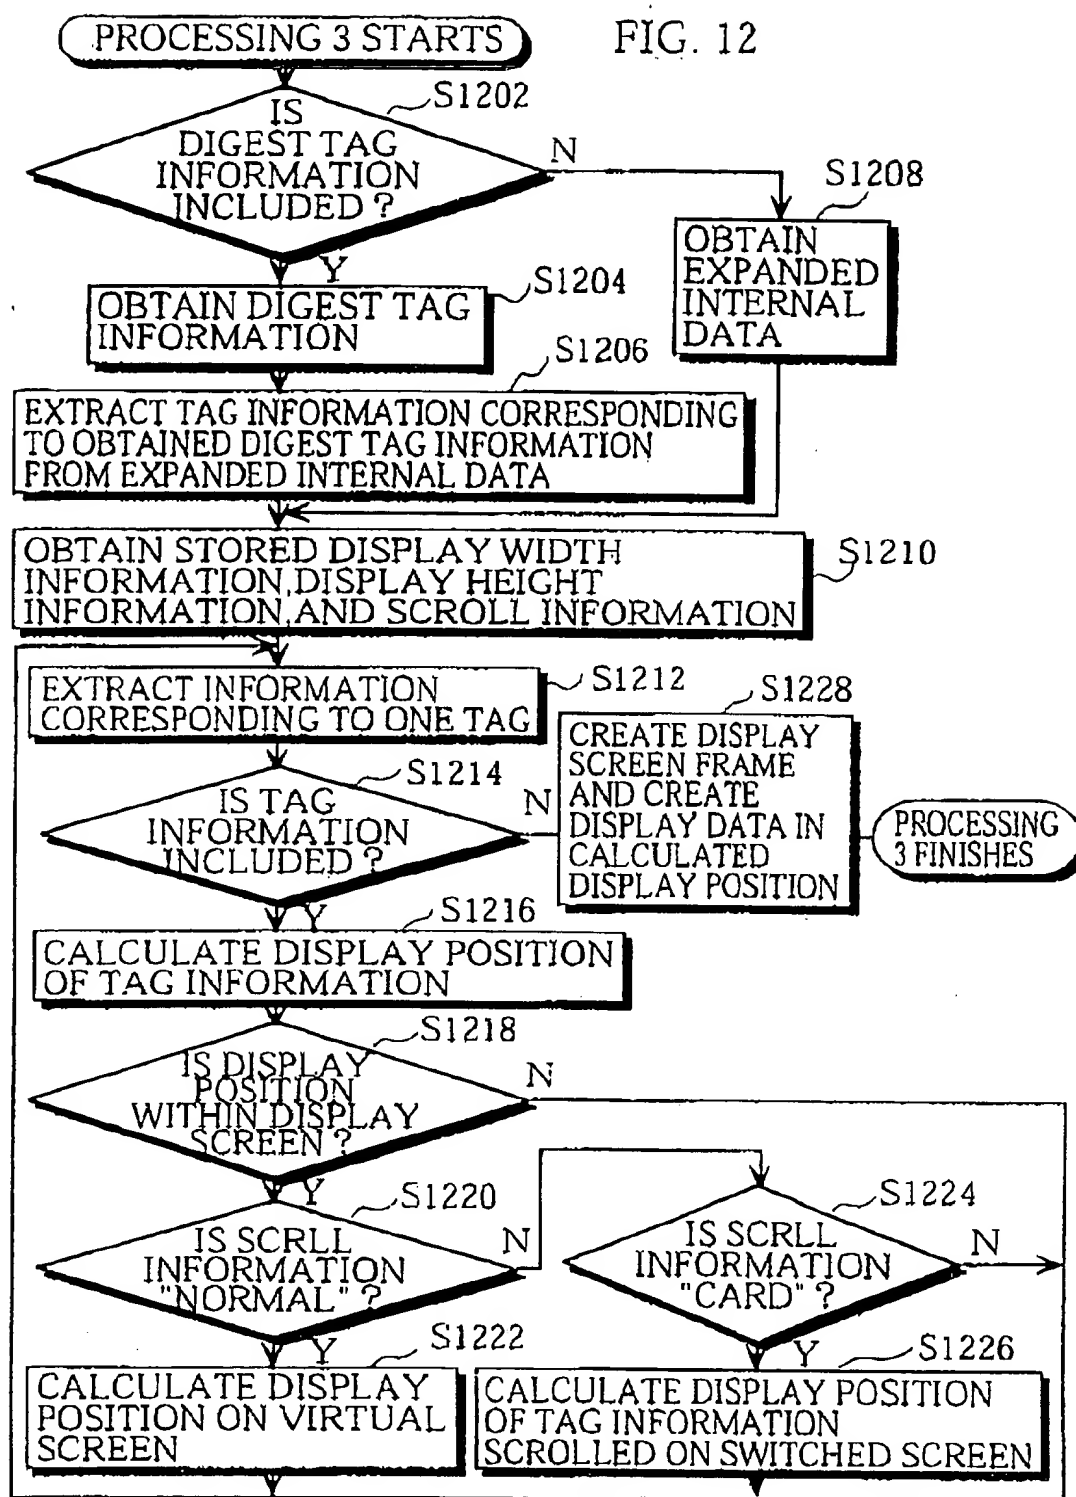 PROCESSING 3 STARTS
FIG. 12
S1202
IS
DIGEST TAG
INFORMATION
INCLUDED ?
N
Y
S1208
OBTAIN
EXPANDED
INTERNAL
DATA
S1204
OBTAIN DIGEST TAG
INFORMATION
S1206
EXTRACT TAG INFORMATION CORRESPONDING
TO OBTAINED DIGEST TAG INFORMATION
FROM EXPANDED INTERNAL DATA
S1210
OBTAIN STORED DISPLAY WIDTH
INFORMATION, DISPLAY HEIGHT
INFORMATION, AND SCROLL INFORMATION
S1212
EXTRACT INFORMATION
CORRESPONDING TO ONE TAG
S1214
IS TAG
INFORMATION
INCLUDED ?
N
Y
S1228
CREATE DISPLAY
SCREEN FRAME
AND CREATE
DISPLAY DATA IN
CALCULATED
DISPLAY POSITION
PROCESSING
3 FINISHES
S1216
CALCULATE DISPLAY POSITION
OF TAG INFORMATION
S1218
IS DISPLAY
POSITION
WITHIN DISPLAY
SCREEN ?
N
Y
S1220
IS SCRLL
INFORMATION
"NORMAL" ?
N
Y
S1224
IS SCRLL
INFORMATION
"CARD" ?
N
Y
S1222
CALCULATE DISPLAY
POSITION ON VIRTUAL
SCREEN
S1226
CALCULATE DISPLAY POSITION
OF TAG INFORMATION
SCROLLED ON SWITCHED SCREEN